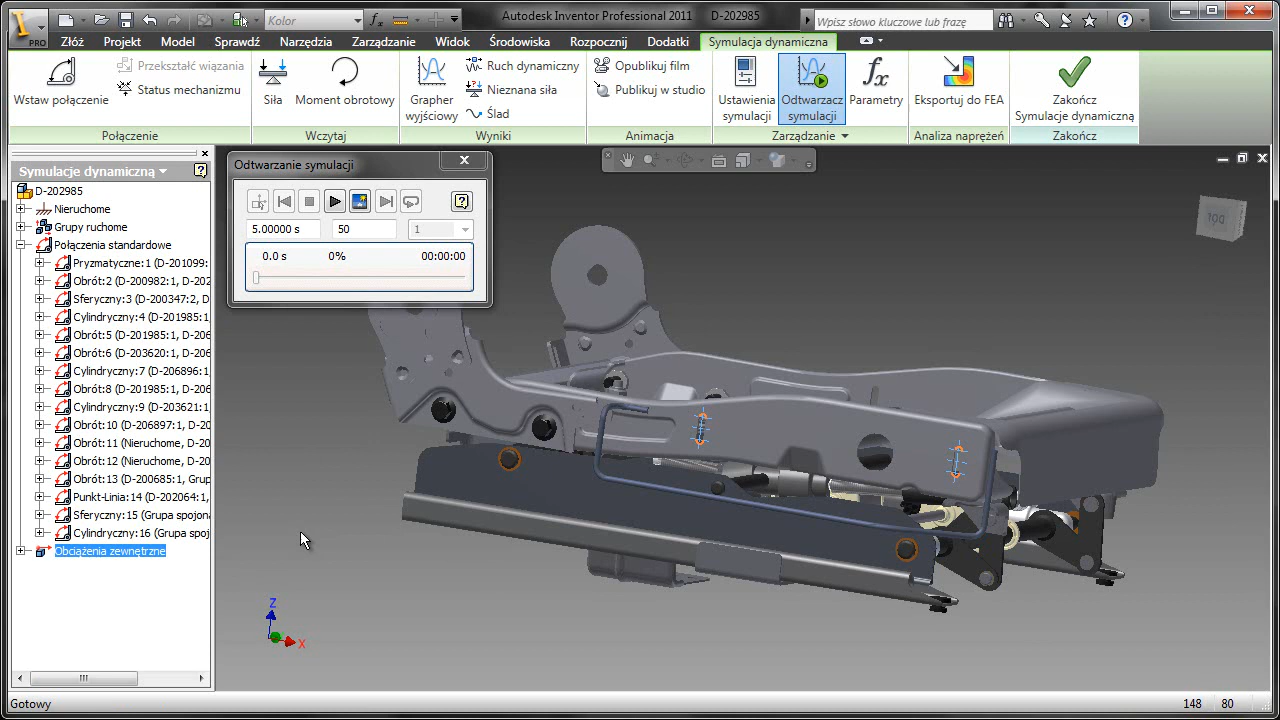 Kolor
Autodesk Inventor Professional 2011 D-202985
Wpisz słowo kluczowe lub frazę
PRO
Złóż
Projekt
Model
Sprawdź
Narzędzia
Zarządzanie
Widok
Środowiska
Rozpocznij
Dodatki
Symulacja dynamiczna
Wstaw połączenie
Przekształć wiązania
Status mechanizmu
Połączenie
Siła
Moment obrotowy
Wczytaj
Grapher
wyjściowy
Ruch dynamiczny
Nieznana siła
Ślad
Wyniki
Opublikuj film
Publikuj w studio
Animacja
Ustawienia
symulacji
Odtwarzacz
symulacji
Parametry
Zarządzanie
Eksportuj do FEA
Analiza naprężeń
Zakończ
Symulacje dynamiczną
Zakończ
Symulacje dynamiczną
D-202985
Nieruchome
Grupy ruchome
Połączenia standardowe
Pryzmatyczne:1 (D-201099:
Obrót:2 (D-200982:1, D-202
Sferyczny:3 (D-200347:2, D
Cylindryczny:4 (D-201985:1
Obrót:5 (D-201985:1, D-206
Obrót:6 (D-203620:1, D-206
Cylindryczny:7 (D-206896:1
Obrót:8 (D-201985:1, D-206
Cylindryczny:9 (D-203621:1
Obrót:10 (D-206897:1, D-20
Obrót:11 (Nieruchome, D-20
Obrót:12 (Nieruchome, D-20
Obrót:13 (D-200685:1, Grup
Punkt-Linia:14 (D-202064:1
Sferyczny:15 (Grupa spojona
Cylindryczny:16 (Grupa spoj
Obciążenia zewnętrzne
Odtwarzanie symulacji
5.00000 s
50
1
0.0 s
0%
00:00:00
TOP
Z
X
Gotowy
148
80